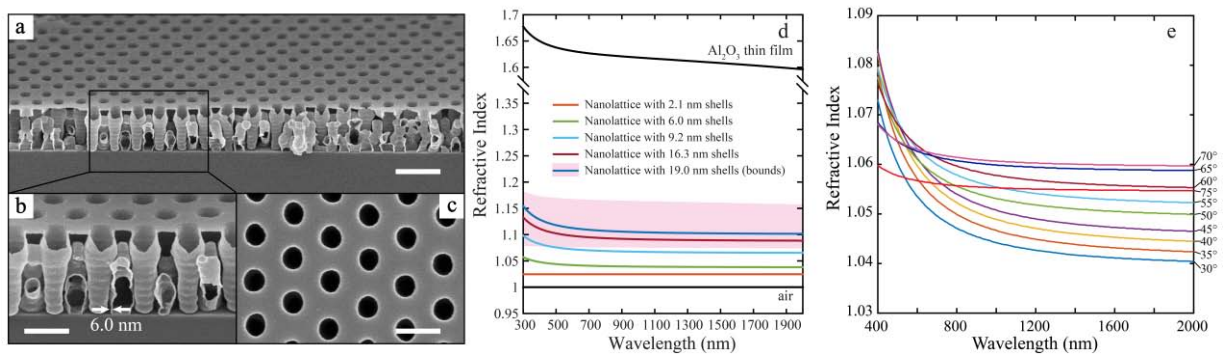 a
b
c
6.0 nm
d
1.7
1.6
1.35
1.3
1.25
1.2
1.15
1.1
1.05
1
0.95
Refractive Index
Al₂O₃ thin film
Nanolattice with 2.1 nm shells
Nanolattice with 6.0 nm shells
Nanolattice with 9.2 nm shells
Nanolattice with 16.3 nm shells
Nanolattice with 19.0 nm shells (bounds)
air
300 500 700 900 1100 1300 1500 1700 1900
Wavelength (nm)
e
1.09
1.08
1.07
1.06
1.05
1.04
1.03
Refractive Index
70°
65°
60°
75°
55°
50°
45°
40°
35°
30°
400 800 1200 1600 2000
Wavelength (nm)